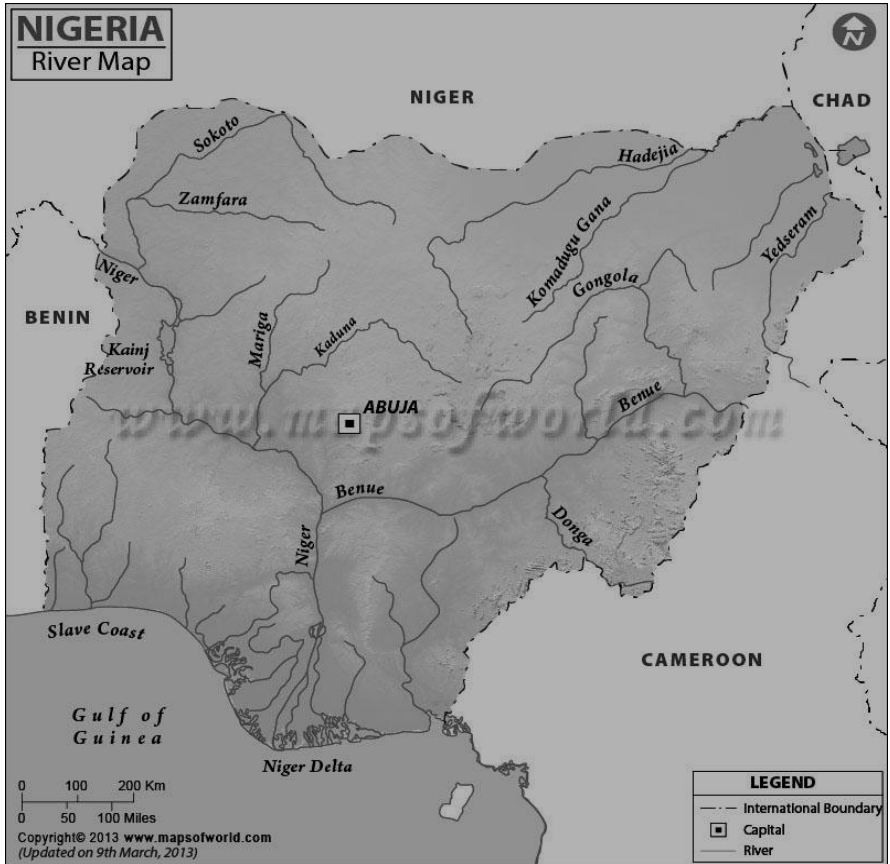 NIGERIA
River Map
N
NIGER
CHAD
Sokoto
Hadejia
Zamfara
Komadugu Gana
Yedseram
Niger
Gongola
BENIN
Mariga
Kaduna
Kainj
Reservoir
Benue
ABUJA
www.mapsofworld.com
Benue
Niger
Donga
Slave Coast
CAMEROON
Gulf of
Guinea
Niger Delta
0 100 200 Km
0 50 100 Miles
Copyright© 2013 www.mapsofworld.com
(Updated on 9th March, 2013)
LEGEND
International Boundary
Capital
River